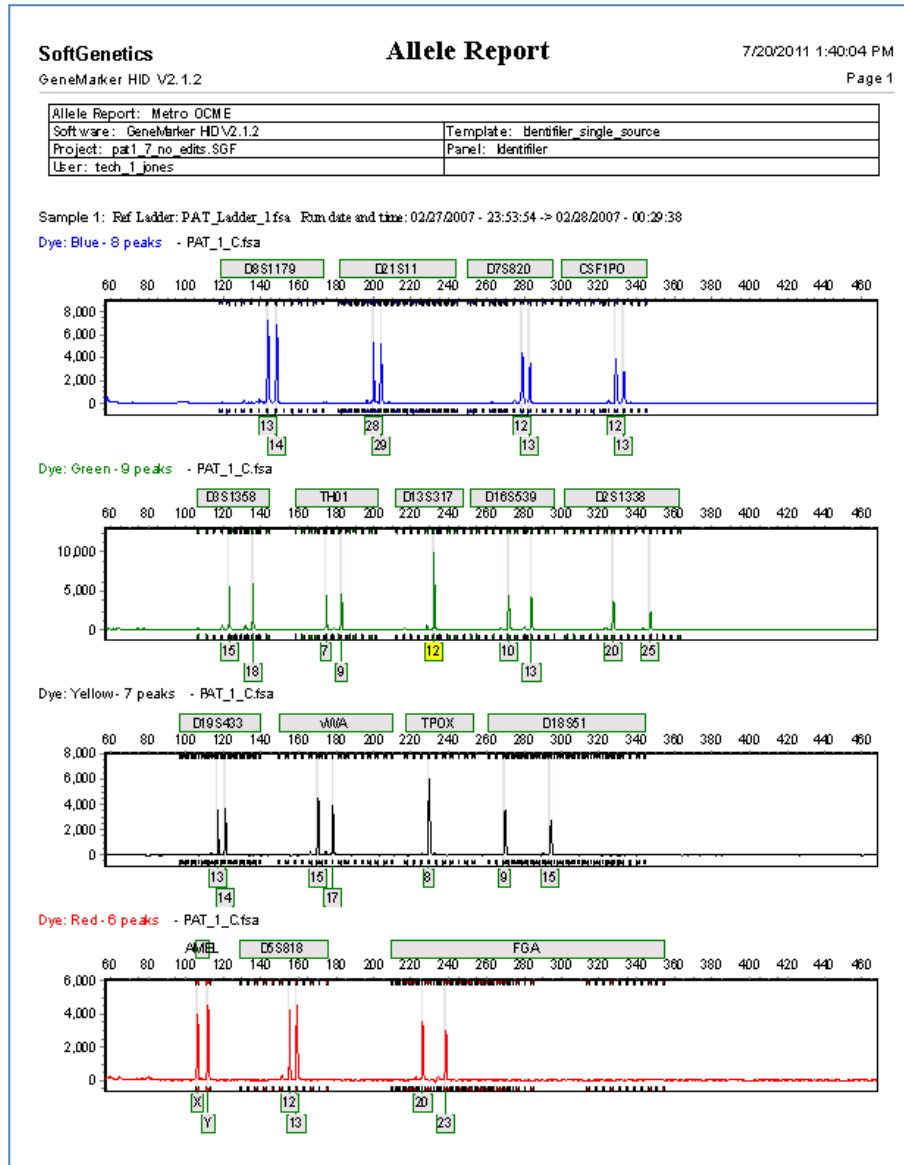 SoftGenetics Allele Report 7/20/2011 1:40:04 PM
GeneMarker HID V2.1.2 Page 1
Allele Report: Metro OCME
Software: GeneMarker HID V2.1.2 Template: Identifiler_single_source
Project: pat1_7_no_edits.SGF Panel: Identifiler
User: tech_1_jones
Sample 1: Ref Ladder: PAT_Ladder_1.fsa Run date and time: 02/27/2007 - 23:53:54 -> 02/28/2007 - 00:29:38
Dye: Blue - 8 peaks - PAT_1_C.fsa
D8S1179 D21S11 D7S820 CSF1PO
60 80 100 120 140 160 180 200 220 240 260 280 300 320 340 360 380 400 420 440 460
8,000
6,000
4,000
2,000
0
13 28 12 12
14 29 13 13
Dye: Green - 9 peaks - PAT_1_C.fsa
D3S1358 TH01 D13S317 D16S539 D2S1338
60 80 100 120 140 160 180 200 220 240 260 280 300 320 340 360 380 400 420 440 460
10,000
5,000
0
15 7 12 10 20 25
18 9 13
Dye: Yellow - 7 peaks - PAT_1_C.fsa
D19S433 vWA TPOX D18S51
60 80 100 120 140 160 180 200 220 240 260 280 300 320 340 360 380 400 420 440 460
8,000
6,000
4,000
2,000
0
13 15 8 9 15
14 17
Dye: Red - 6 peaks - PAT_1_C.fsa
AMEL D5S818 FGA
60 80 100 120 140 160 180 200 220 240 260 280 300 320 340 360 380 400 420 440 460
6,000
4,000
2,000
0
X 12 20
Y 13 23